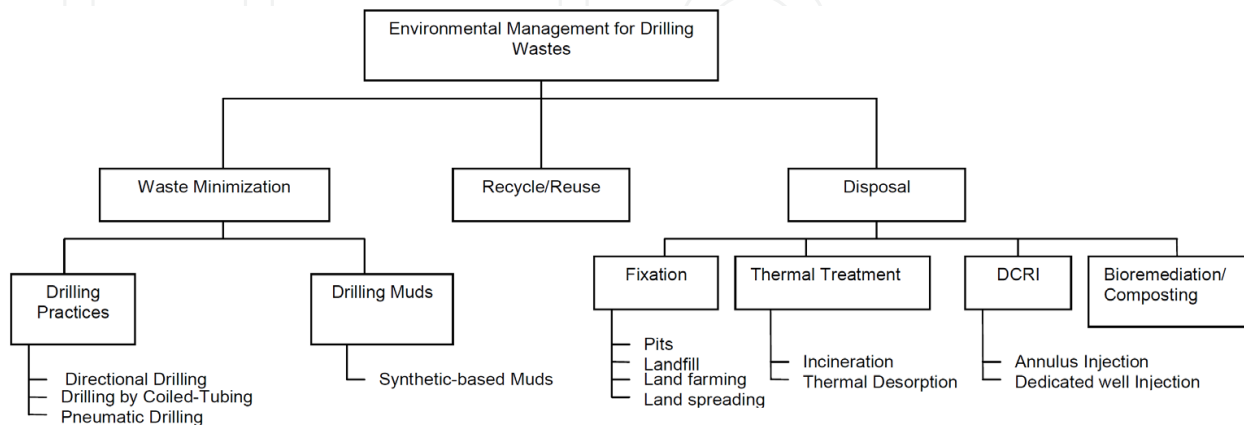 Environmental Management for Drilling
Wastes
Waste Minimization
Recycle/Reuse
Disposal
Drilling
Practices
Drilling Muds
Fixation
Thermal Treatment
DCRI
Bioremediation/
Composting
Directional Drilling
Drilling by Coiled-Tubing
Pneumatic Drilling
Synthetic-based Muds
Pits
Landfill
Land farming
Land spreading
Incineration
Thermal Desorption
Annulus Injection
Dedicated well Injection